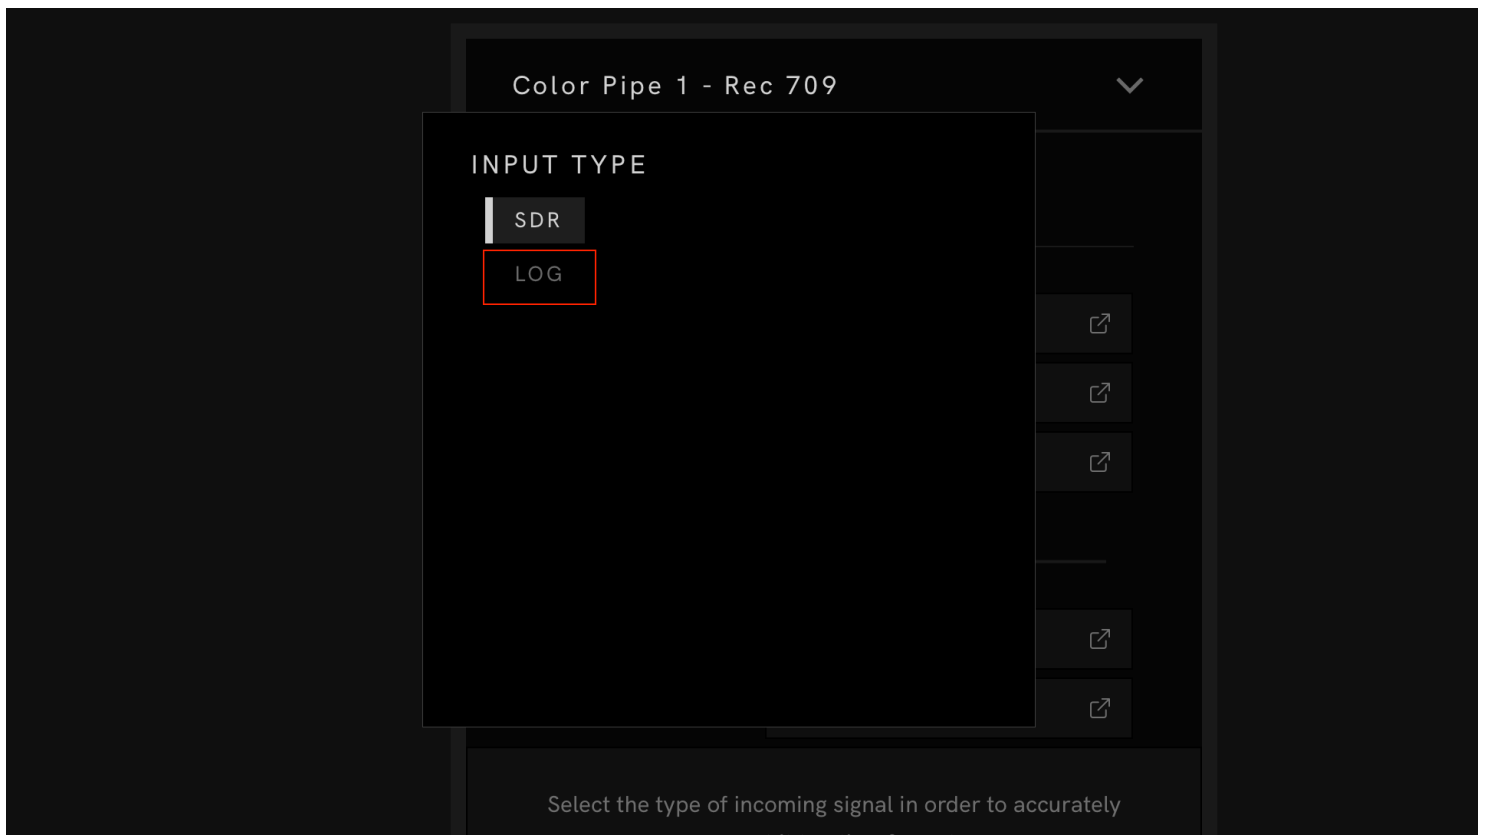 Color Pipe 1 - Rec 709
INPUT TYPE
SDR
LOG
Select the type of incoming signal in order to accurately